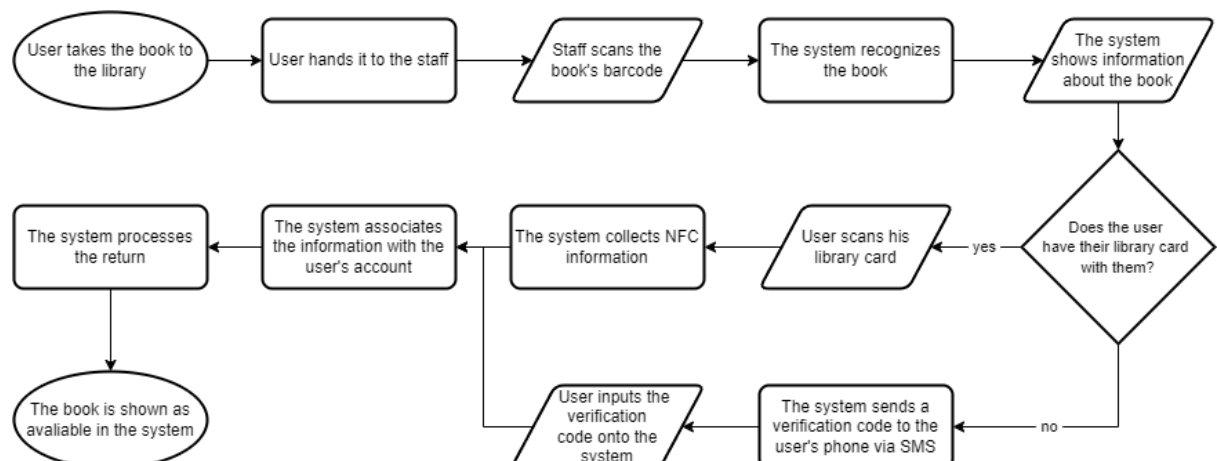 User takes the book to
the library
User hands it to the staff
Staff scans the
book's barcode
The system recognizes
the book
The system
shows information
about the book
Does the user
have their library card
with them?
yes
User scans his
library card
The system collects NFC
information
The system associates
the information with the
user's account
The system processes
the return
The book is shown as
avaliable in the system
no
The system sends a
verification code to the
user's phone via SMS
User inputs the
verification
code onto the
system